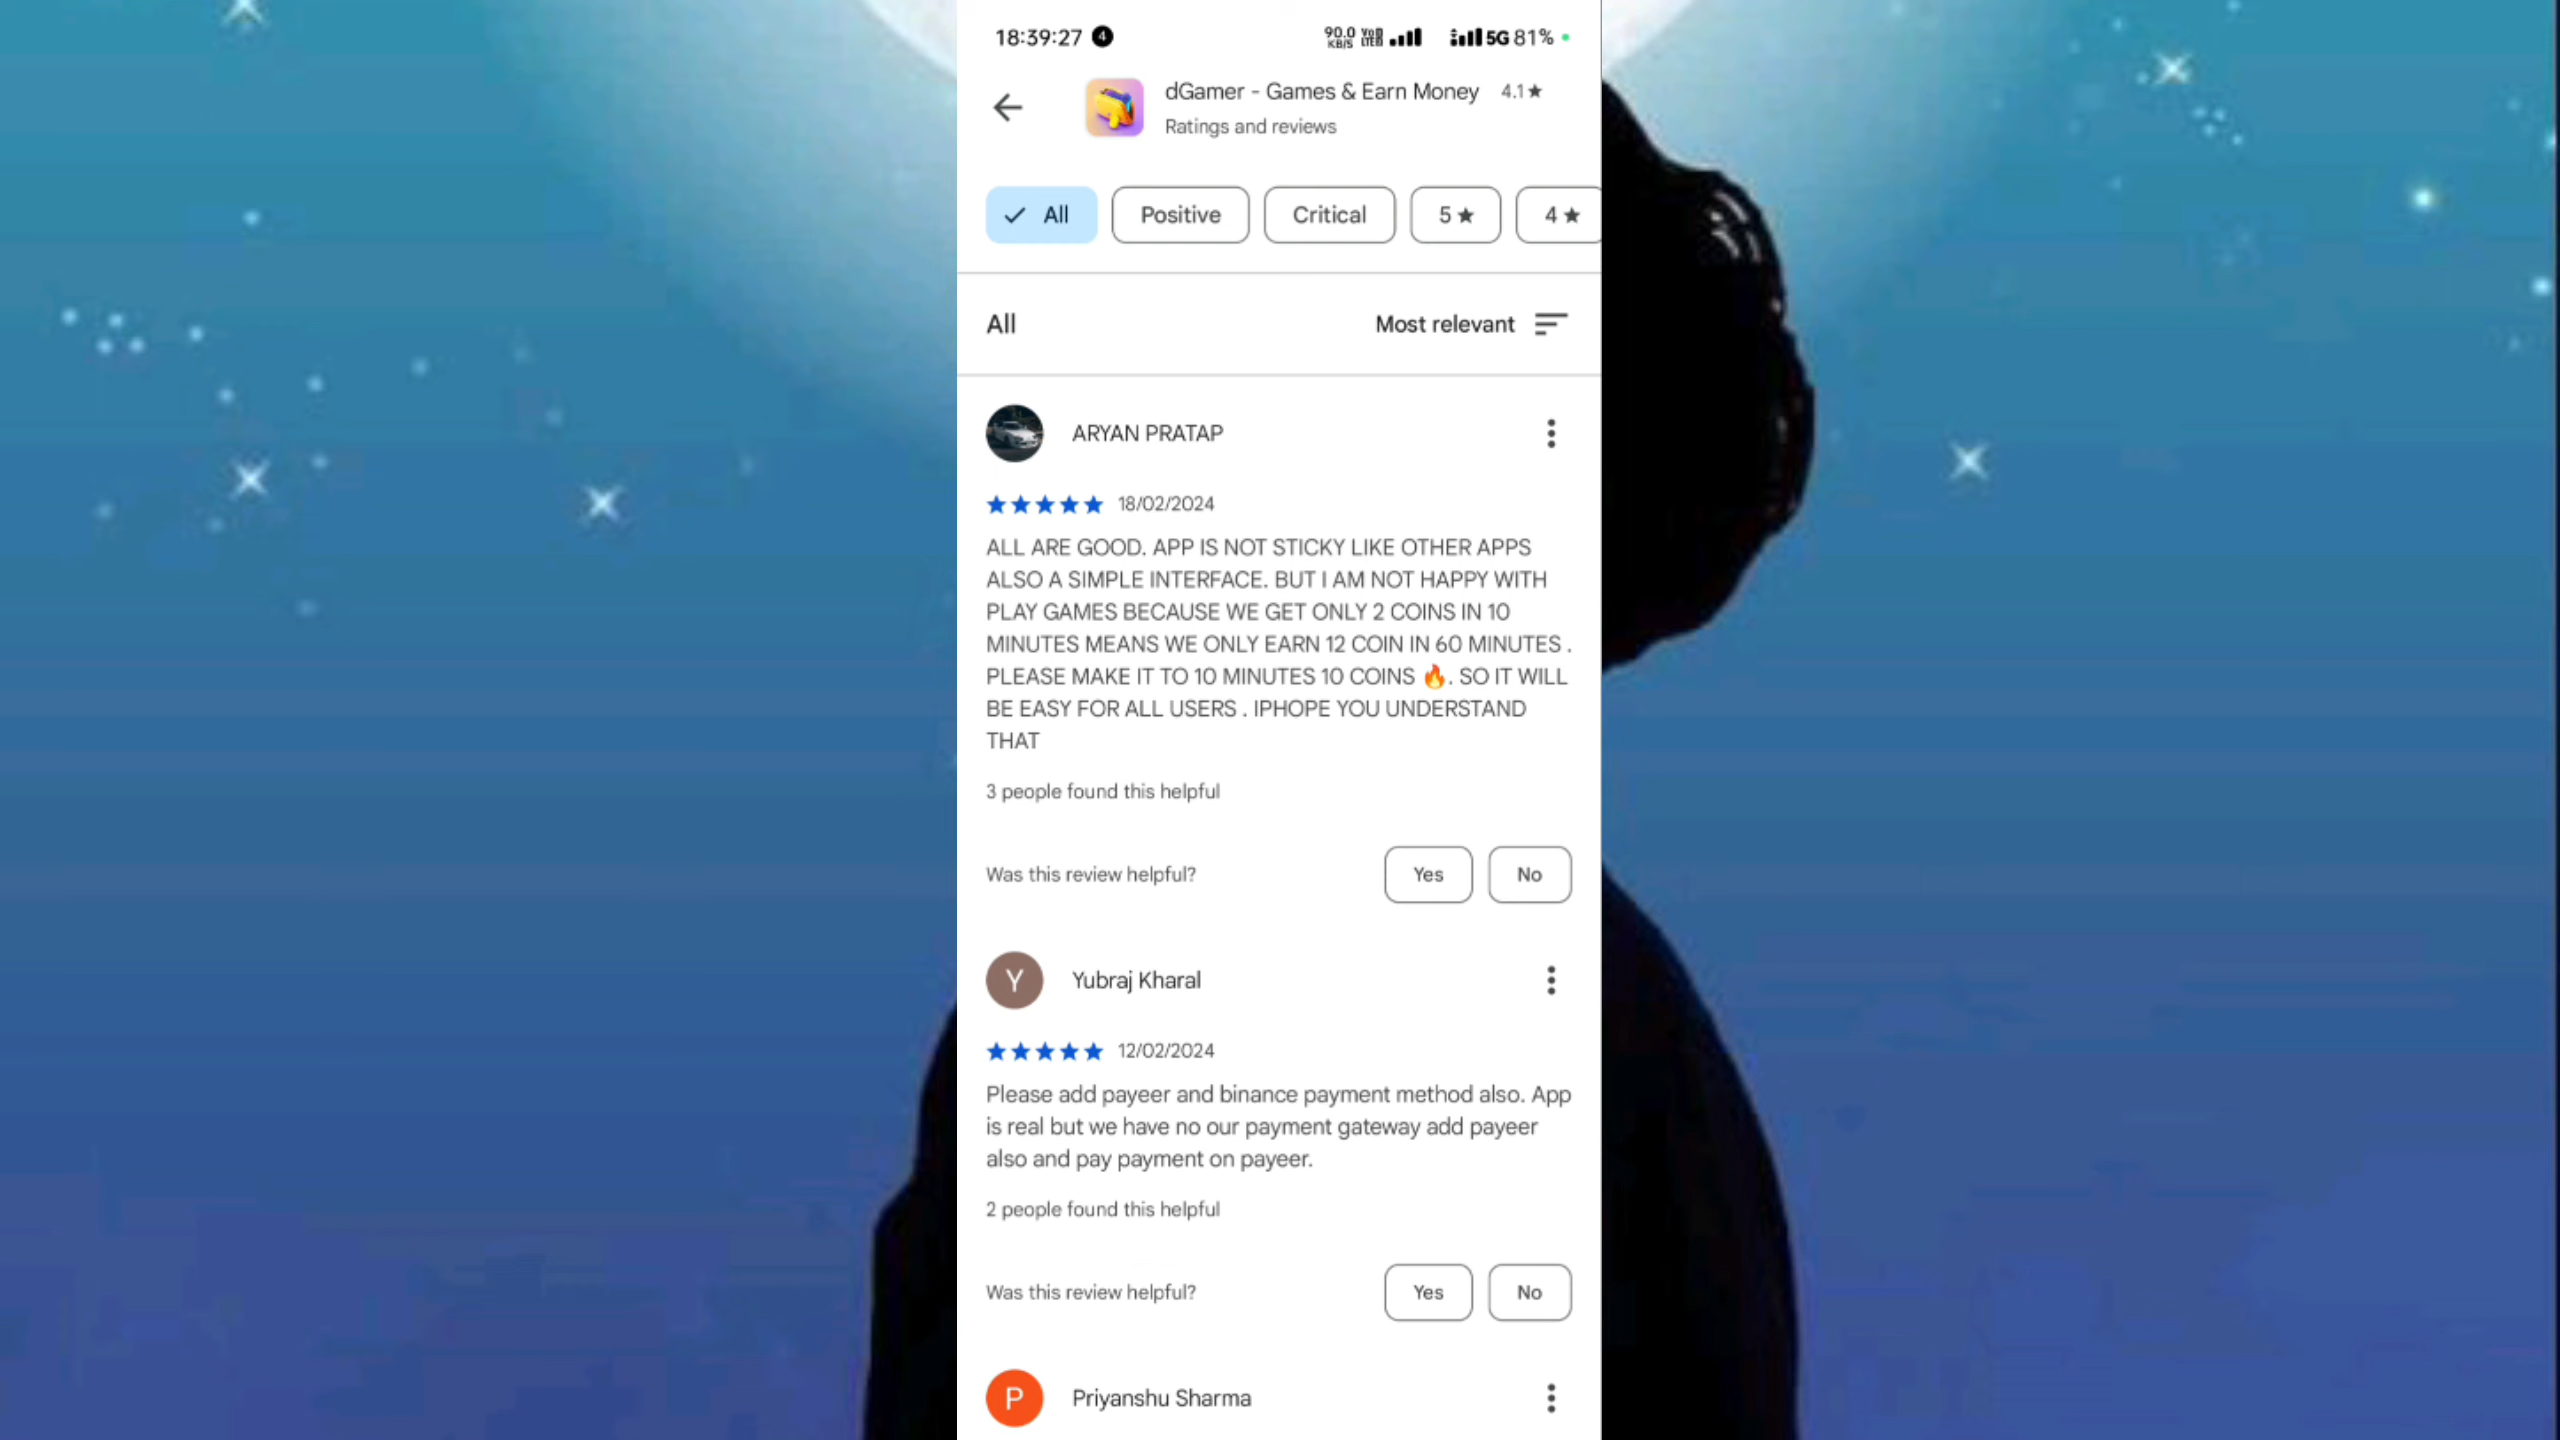 18:39:27 4 90.0 KB/S 5G 81%
dGamer - Games & Earn Money 4.1★
Ratings and reviews
All Positive Critical 5★ 4★
All Most relevant
ARYAN PRATAP
18/02/2024
ALL ARE GOOD. APP IS NOT STICKY LIKE OTHER APPS
ALSO A SIMPLE INTERFACE. BUT I AM NOT HAPPY WITH
PLAY GAMES BECAUSE WE GET ONLY 2 COINS IN 10
MINUTES MEANS WE ONLY EARN 12 COIN IN 60 MINUTES .
PLEASE MAKE IT TO 10 MINUTES 10 COINS 🔥. SO IT WILL
BE EASY FOR ALL USERS . IPHOPE YOU UNDERSTAND
THAT
3 people found this helpful
Was this review helpful? Yes No
Y Yubraj Kharal
12/02/2024
Please add payeer and binance payment method also. App
is real but we have no our payment gateway add payeer
also and pay payment on payeer.
2 people found this helpful
Was this review helpful? Yes No
P Priyanshu Sharma